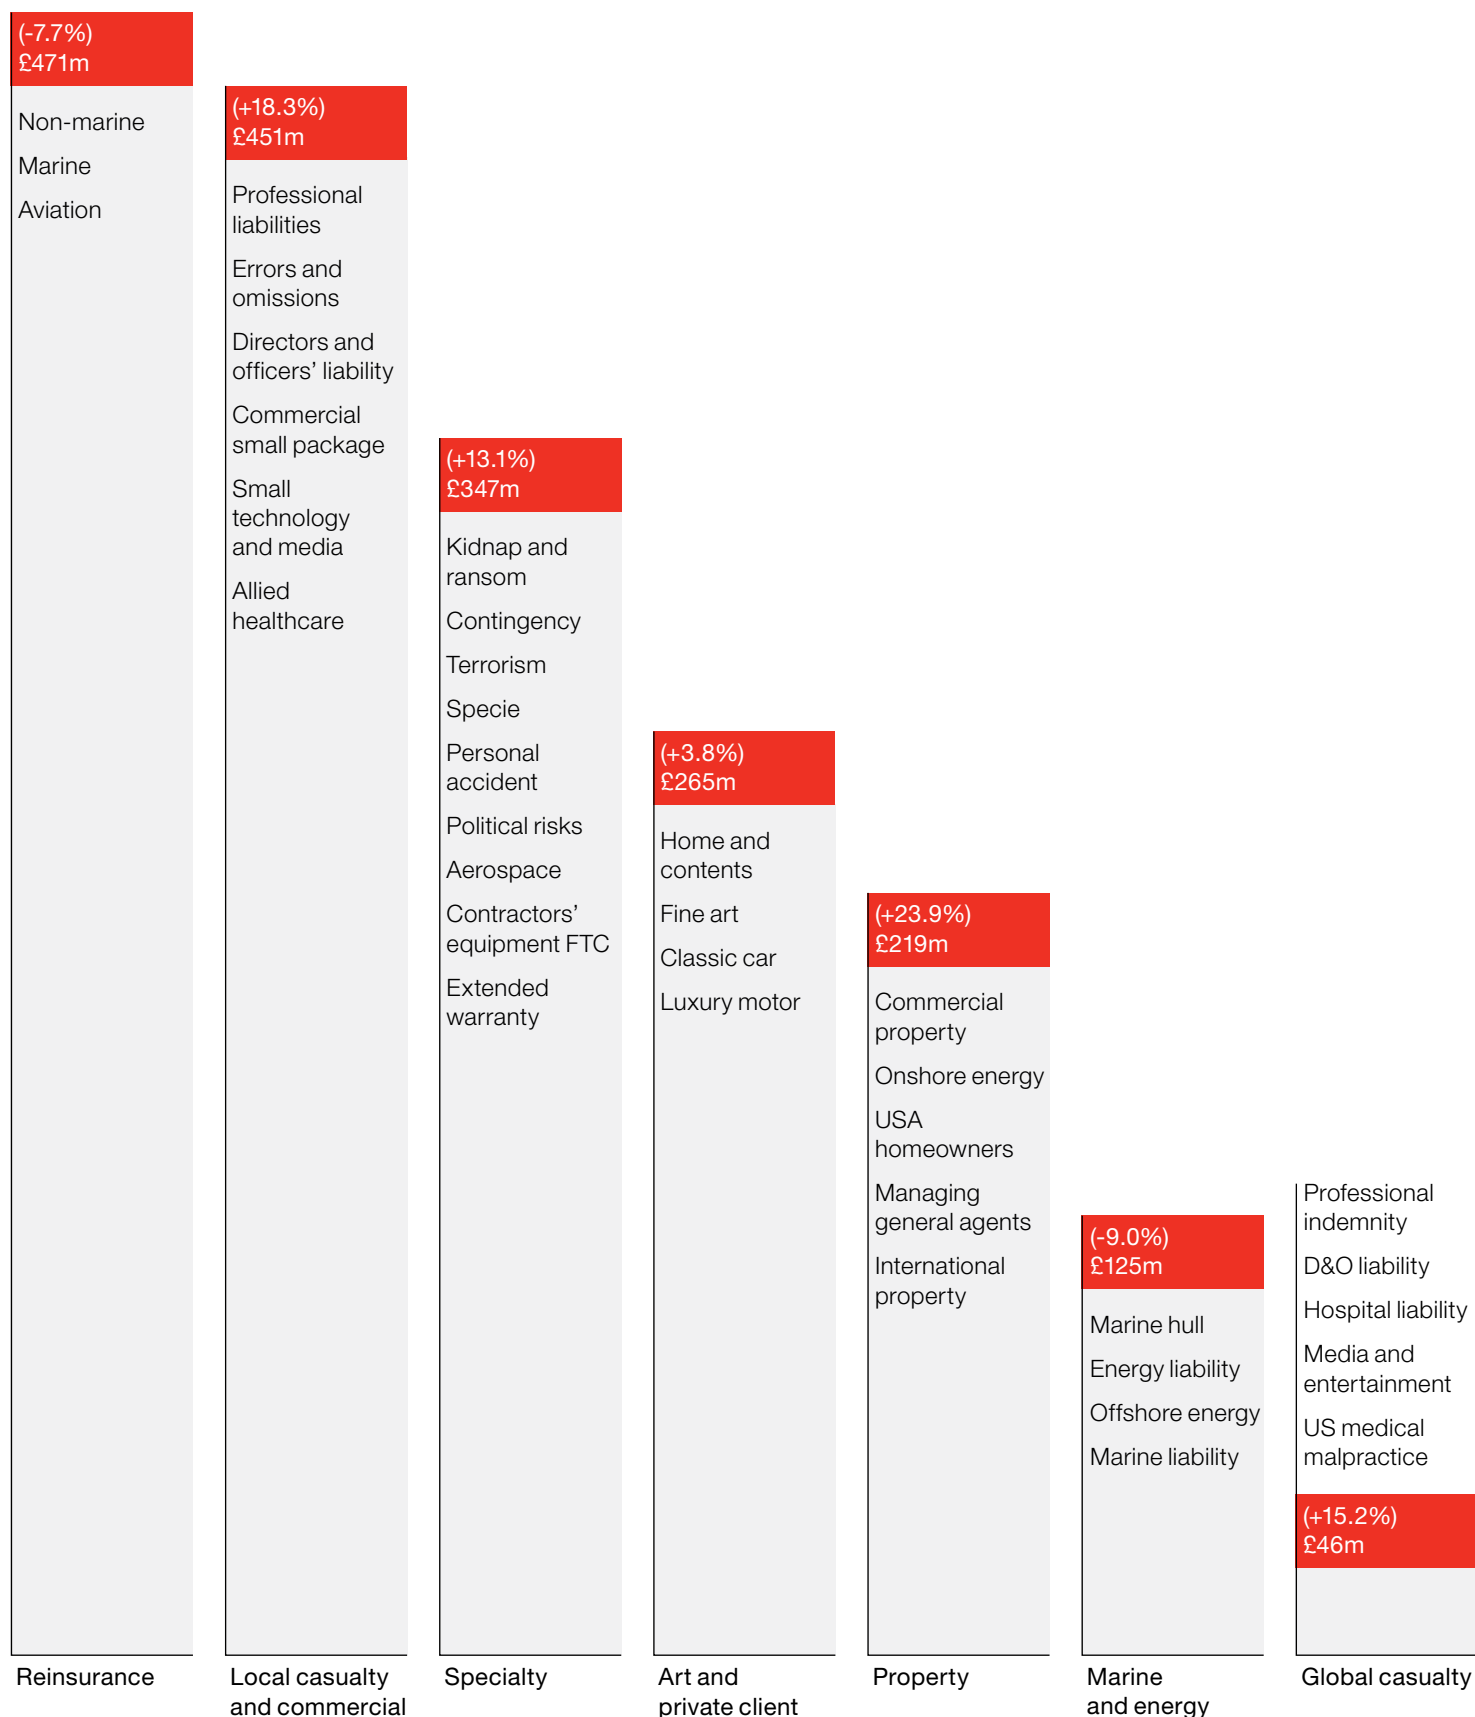 (-7.7%)
£471m
Non-marine
Marine
Aviation
Reinsurance
(+18.3%)
£451m
Professional
liabilities
Errors and
omissions
Directors and
officers’ liability
Commercial
small package
Small
technology
and media
Allied
healthcare
Local casualty
and commercial
(+13.1%)
£347m
Kidnap and
ransom
Contingency
Terrorism
Specie
Personal
accident
Political risks
Aerospace
Contractors’
equipment FTC
Extended
warranty
Specialty
(+3.8%)
£265m
Home and
contents
Fine art
Classic car
Luxury motor
Art and
private client
(+23.9%)
£219m
Commercial
property
Onshore energy
USA
homeowners
Managing
general agents
International
property
Property
(-9.0%)
£125m
Marine hull
Energy liability
Offshore energy
Marine liability
Marine
and energy
Professional
indemnity
D&O liability
Hospital liability
Media and
entertainment
US medical
malpractice
(+15.2%)
£46m
Global casualty